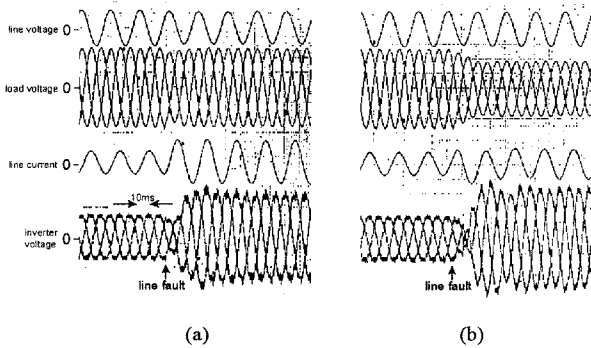 line voltage 0
load voltage 0
line current 0
10ms
inverter
voltage 0
line fault
line fault
(a)
(b)